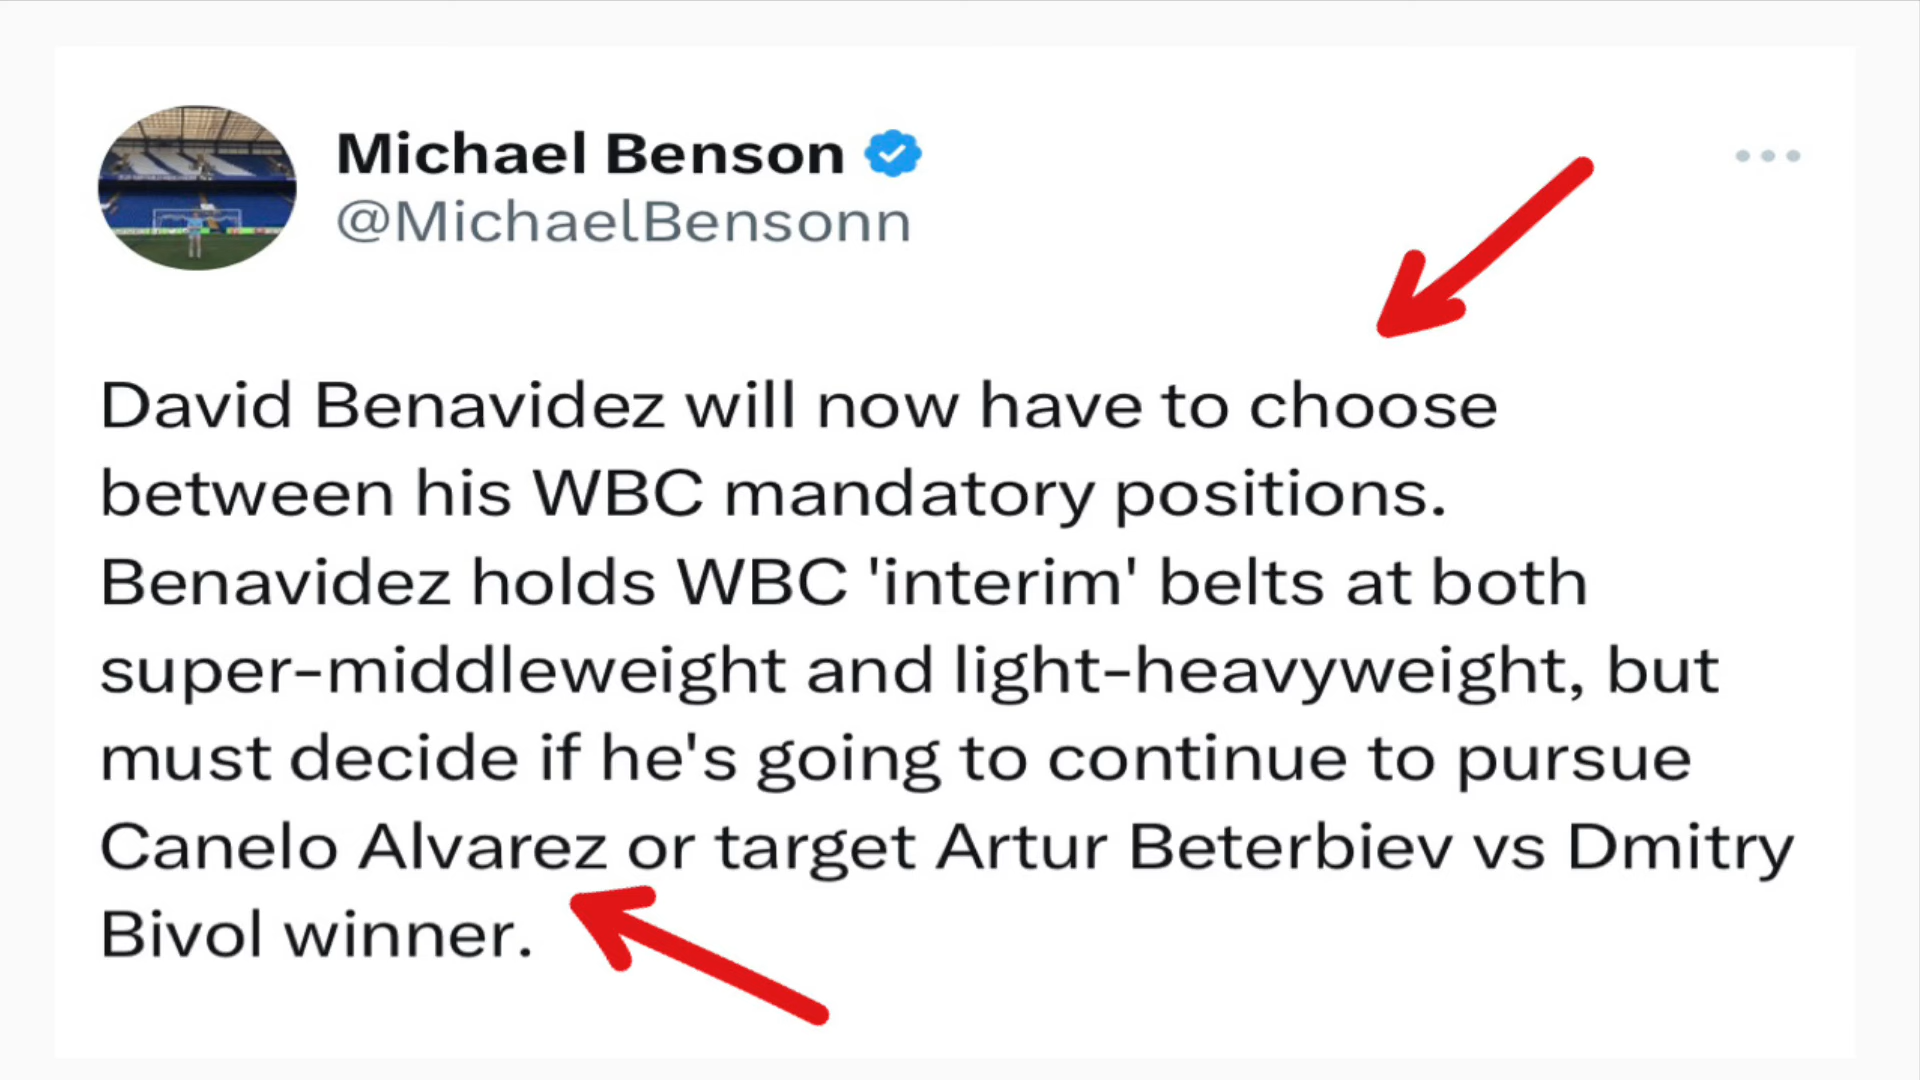 Michael Benson
@MichaelBensonn
David Benavidez will now have to choose
between his WBC mandatory positions.
Benavidez holds WBC 'interim' belts at both
super-middleweight and light-heavyweight, but
must decide if he's going to continue to pursue
Canelo Alvarez or target Artur Beterbiev vs Dmitry
Bivol winner.